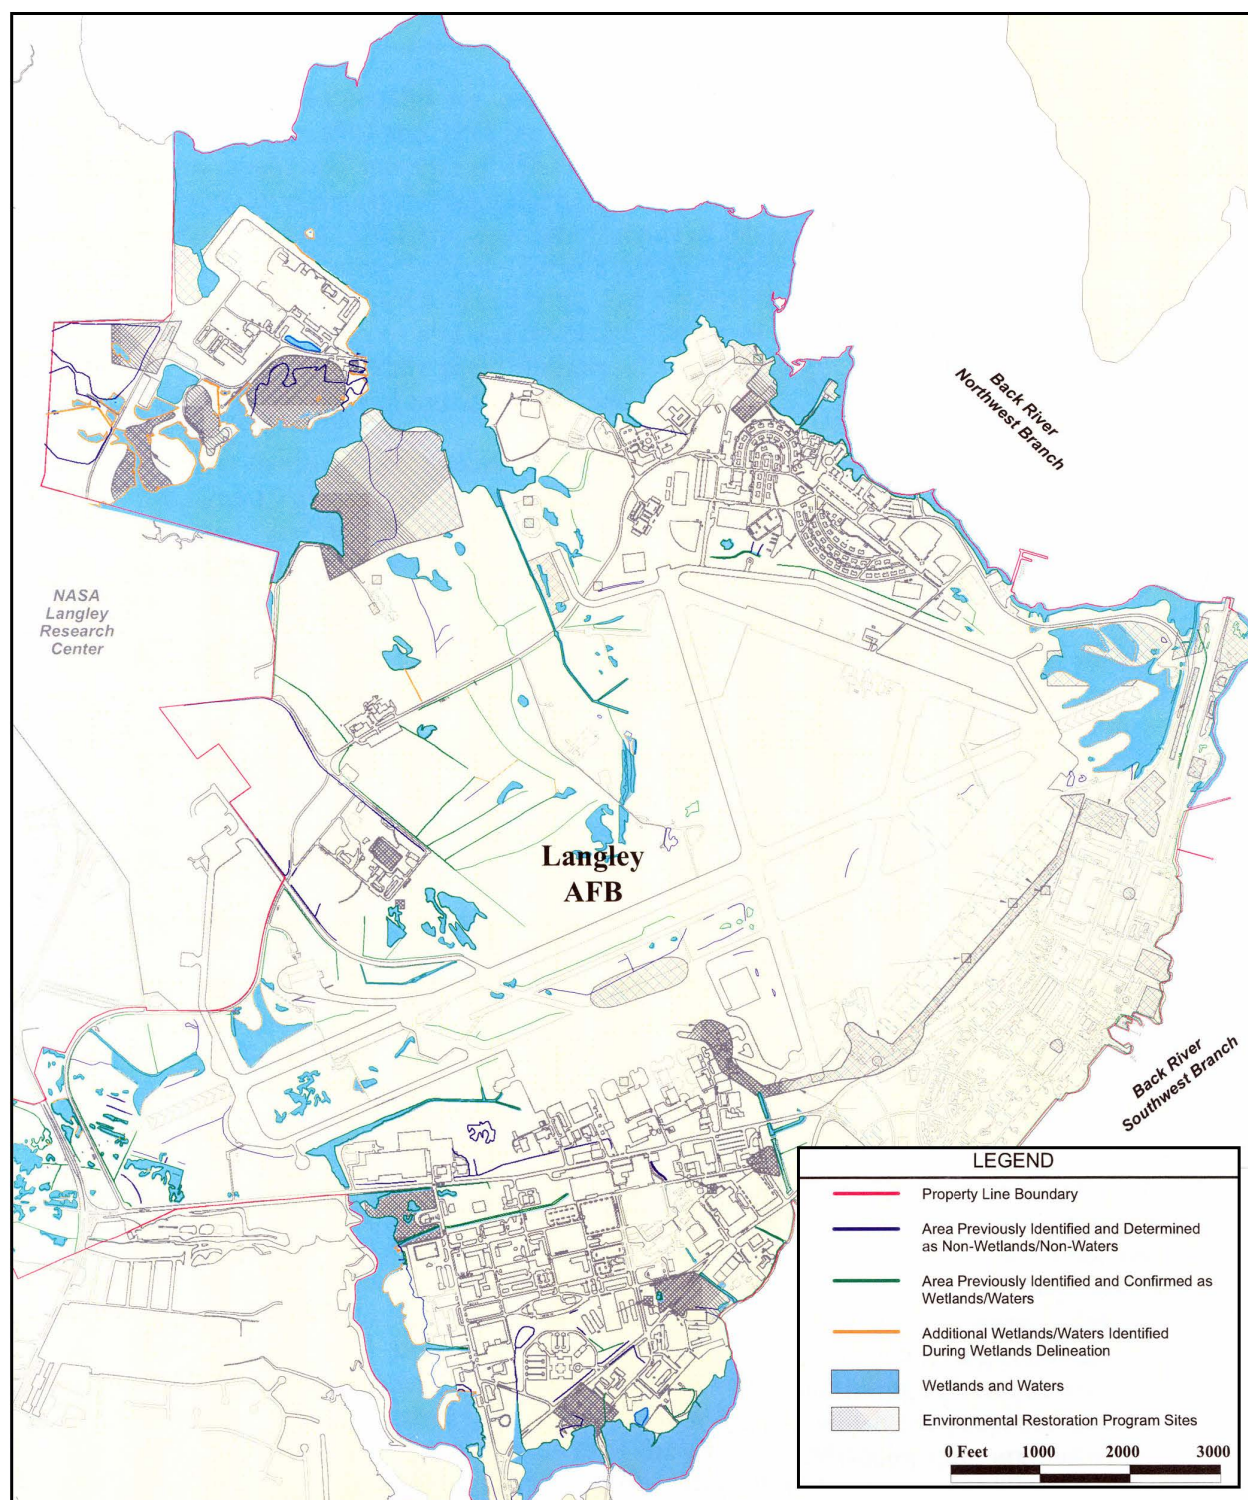 Back River
Northwest Branch
NASA
Langley
Research
Center
Langley
AFB
Back River
Southwest Branch
LEGEND
Property Line Boundary
Area Previously Identified and Determined
as Non-Wetlands/Non-Waters
Area Previously Identified and Confirmed as
Wetlands/Waters
Additional Wetlands/Waters Identified
During Wetlands Delineation
Wetlands and Waters
Environmental Restoration Program Sites
0 Feet 1000 2000 3000